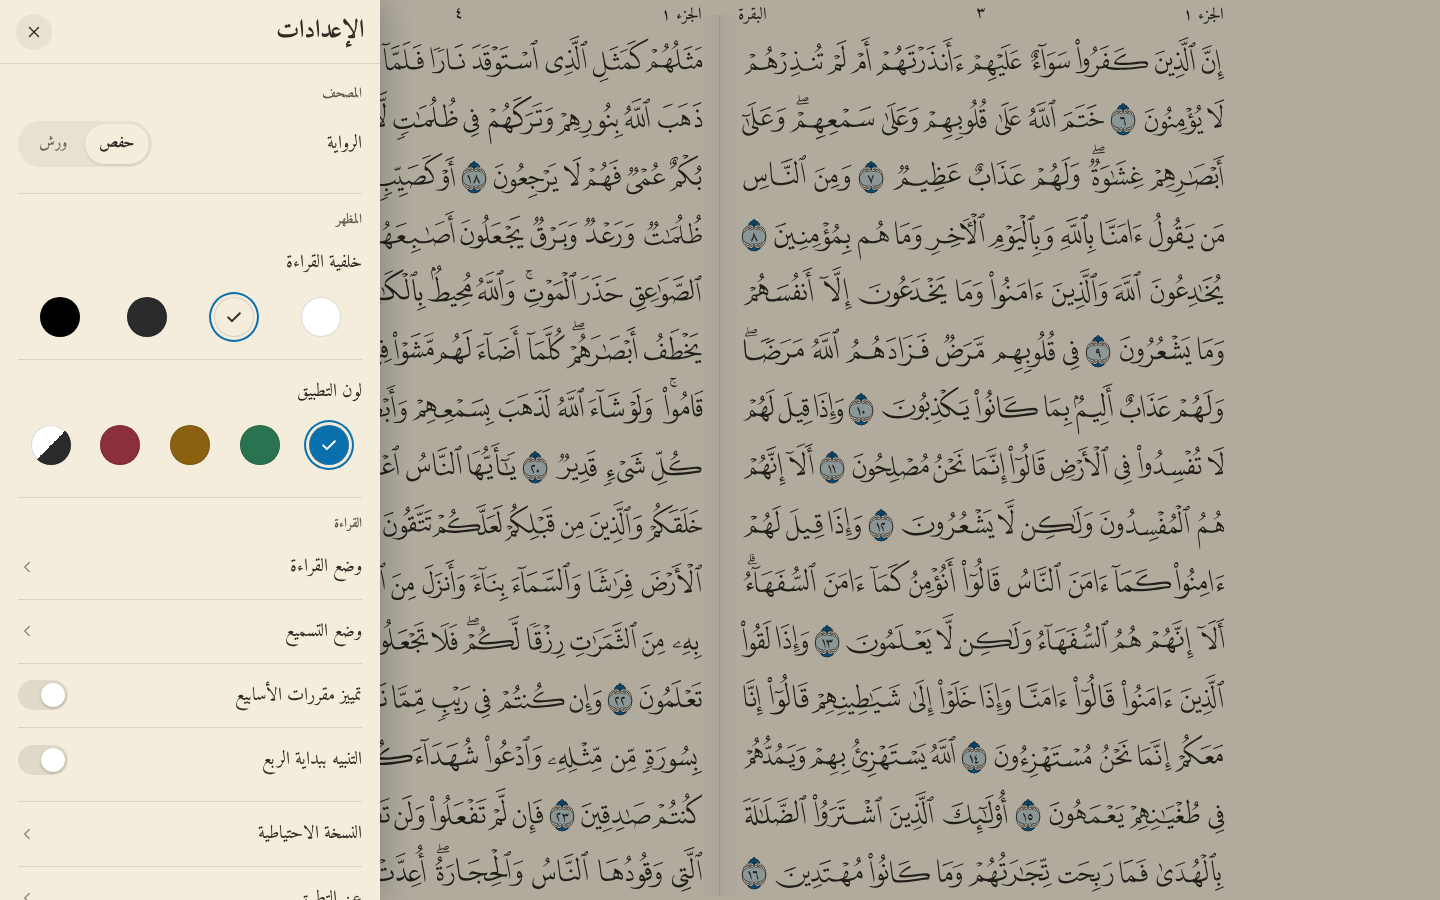 الإعدادات
المصحف
الرواية
حفص
ورش
المظهر
خلفية القراءة
لون التطبيق
القراءة
وضع القراءة
وضع التسميع
تمييز مقررات الأسابيع
التنبيه ببداية الربع
النسخة الاحتياطية
الجزء ١
٣
البقرة
إِنَّ ٱلَّذِينَ كَفَرُوا۟ سَوَآءٌ عَلَيْهِمْ ءَأَنذَرْتَهُمْ أَمْ لَمْ تُنذِرْهُمْ
لَا يُؤْمِنُونَ ٦ خَتَمَ ٱللَّهُ عَلَىٰ قُلُوبِهِمْ وَعَلَىٰ سَمْعِهِمْ ۖ وَعَلَىٰٓ
أَبْصَـٰرِهِمْ غِشَـٰوَةٌ ۖ وَلَهُمْ عَذَابٌ عَظِيمٌ ٧ وَمِنَ ٱلنَّاسِ
مَن يَقُولُ ءَامَنَّا بِٱللَّهِ وَبِٱلْيَوْمِ ٱلْـَٔاخِرِ وَمَا هُم بِمُؤْمِنِينَ ٨
يُخَـٰدِعُونَ ٱللَّهَ وَٱلَّذِينَ ءَامَنُوا۟ وَمَا يَخْدَعُونَ إِلَّآ أَنفُسَهُمْ
وَمَا يَشْعُرُونَ ٩ فِى قُلُوبِهِم مَّرَضٌ فَزَادَهُمُ ٱللَّهُ مَرَضًا ۖ
وَلَهُمْ عَذَابٌ أَلِيمٌۢ بِمَا كَانُوا۟ يَكْذِبُونَ ١٠ وَإِذَا قِيلَ لَهُمْ
لَا تُفْسِدُوا۟ فِى ٱلْأَرْضِ قَالُوٓا۟ إِنَّمَا نَحْنُ مُصْلِحُونَ ١١ أَلَآ إِنَّهُمْ
هُمُ ٱلْمُفْسِدُونَ وَلَـٰكِن لَّا يَشْعُرُونَ ١٢ وَإِذَا قِيلَ لَهُمْ
ءَامِنُوا۟ كَمَآ ءَامَنَ ٱلنَّاسُ قَالُوٓا۟ أَنُؤْمِنُ كَمَآ ءَامَنَ ٱلسُّفَهَآءُ ۗ
أَلَآ إِنَّهُمْ هُمُ ٱلسُّفَهَآءُ وَلَـٰكِن لَّا يَعْلَمُونَ ١٣ وَإِذَا لَقُوا۟
ٱلَّذِينَ ءَامَنُوا۟ قَالُوٓا۟ ءَامَنَّا وَإِذَا خَلَوْا۟ إِلَىٰ شَيَـٰطِينِهِمْ قَالُوٓا۟ إِنَّا
مَعَكُمْ إِنَّمَا نَحْنُ مُسْتَهْزِءُونَ ١٤ ٱللَّهُ يَسْتَهْزِئُ بِهِمْ وَيَمُدُّهُمْ
فِى طُغْيَـٰنِهِمْ يَعْمَهُونَ ١٥ أُو۟لَـٰٓئِكَ ٱلَّذِينَ ٱشْتَرَوُا۟ ٱلضَّلَـٰلَةَ
بِٱلْهُدَىٰ فَمَا رَبِحَت تِّجَـٰرَتُهُمْ وَمَا كَانُوا۟ مُهْتَدِينَ ١٦
الجزء ١
٤
مَثَلُهُمْ كَمَثَلِ ٱلَّذِى ٱسْتَوْقَدَ نَارًا فَلَمَّآ
ذَهَبَ ٱللَّهُ بِنُورِهِمْ وَتَرَكَهُمْ فِى ظُلُمَـٰتٍ
بُكْمٌ عُمْىٌ فَهُمْ لَا يَرْجِعُونَ ١٨ أَوْ كَصَيِّبٍ
ظُلُمَـٰتٌ وَرَعْدٌ وَبَرْقٌ يَجْعَلُونَ
ٱلصَّوَٰعِقِ حَذَرَ ٱلْمَوْتِ ۚ وَٱللَّهُ مُحِيطٌۢ
يَخْطَفُ أَبْصَـٰرَهُمْ ۖ كُلَّمَآ أَضَآءَ لَهُم مَّشَوْا۟
قَامُوا۟ ۚ وَلَوْ شَآءَ ٱللَّهُ لَذَهَبَ بِسَمْعِهِمْ
كُلِّ شَىْءٍ قَدِيرٌ ٢٠ يَـٰٓأَيُّهَا ٱلنَّاسُ
خَلَقَكُمْ وَٱلَّذِينَ مِن قَبْلِكُمْ لَعَلَّكُمْ تَتَّقُونَ
ٱلْأَرْضَ فِرَٰشًا وَٱلسَّمَآءَ بِنَآءً وَأَنزَلَ مِنَ
بِهِۦ مِنَ ٱلثَّمَرَٰتِ رِزْقًا لَّكُمْ ۖ فَلَا
تَعْلَمُونَ ٢٢ وَإِن كُنتُمْ فِى رَيْبٍ مِّمَّا
بِسُورَةٍ مِّن مِّثْلِهِۦ وَٱدْعُوا۟
كُنتُمْ صَـٰدِقِينَ ٢٣ فَإِن لَّمْ تَفْعَلُوا۟ وَلَن
ٱلَّتِى وَقُودُهَا ٱلنَّاسُ وَٱلْحِجَارَةُ ۖ أُعِدَّتْ